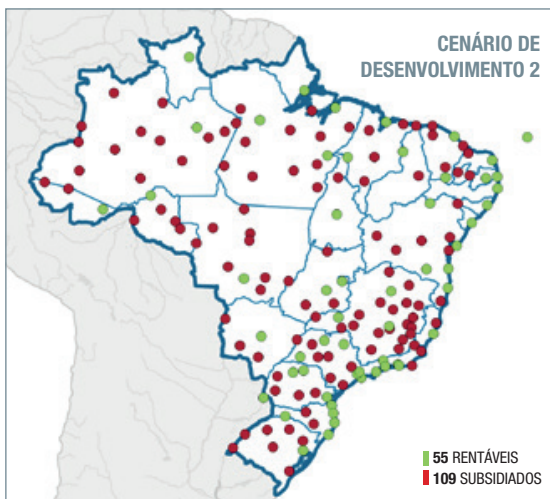 CENÁRIO DE
DESENVOLVIMENTO 2
55 RENTÁVEIS
109 SUBSIDIADOS